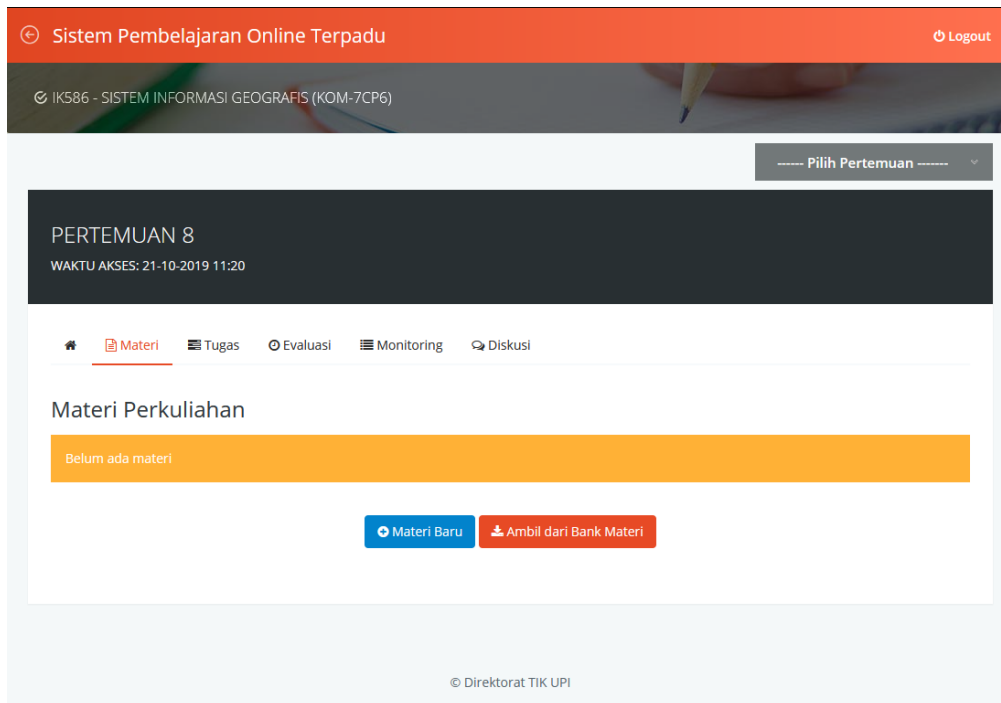 Sistem Pembelajaran Online Terpadu
Logout
IK586 - SISTEM INFORMASI GEOGRAFIS (KOM-7CP6)
------ Pilih Pertemuan -------
PERTEMUAN 8
WAKTU AKSES: 21-10-2019 11:20
Materi Tugas Evaluasi Monitoring Diskusi
Materi Perkuliahan
Belum ada materi
Materi Baru Ambil dari Bank Materi
© Direktorat TIK UPI